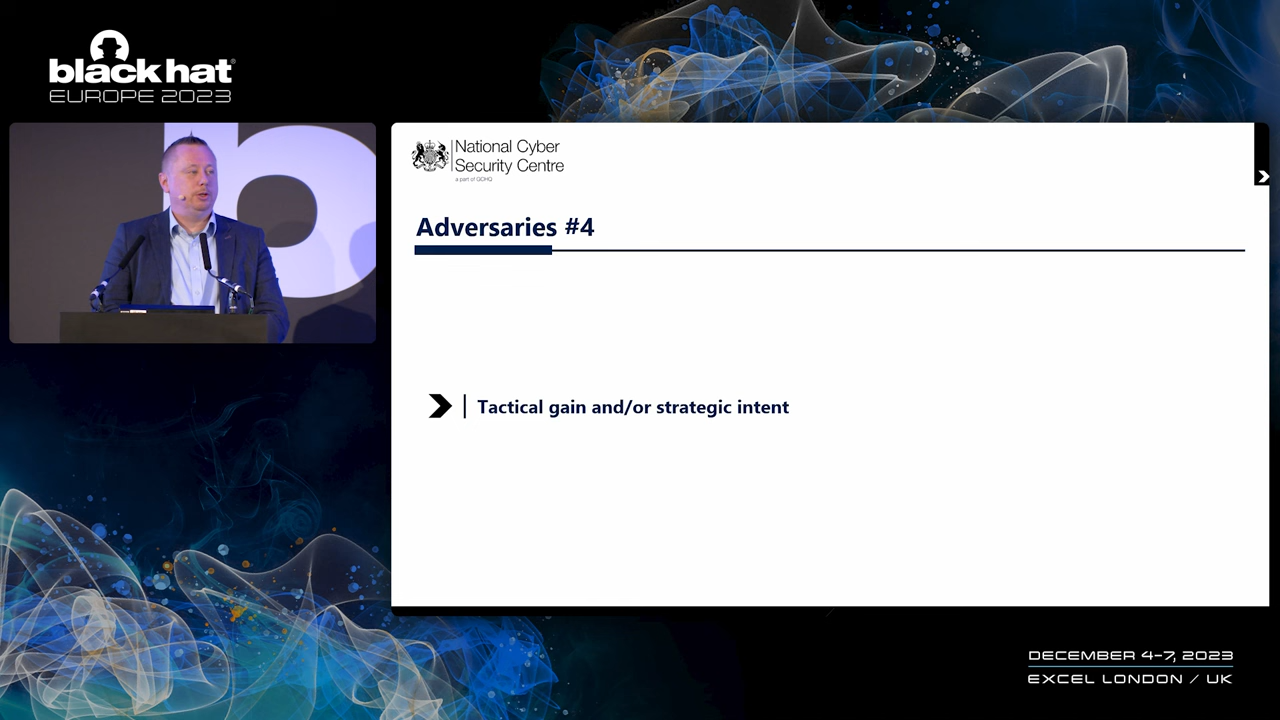 black hat
EUROPE 2023
National Cyber
Security Centre
a part of GCHQ
Adversaries #4
Tactical gain and/or strategic intent
DECEMBER 4-7, 2023
EXCEL LONDON / UK